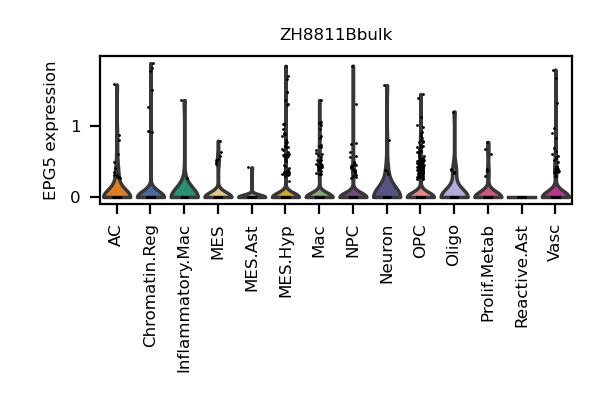 ZH8811Bbulk
EPG5 expression
1
0
AC
Chromatin.Reg
Inflammatory.Mac
MES
MES.Ast
MES.Hyp
Mac
NPC
Neuron
OPC
Oligo
Prolif.Metab
Reactive.Ast
Vasc